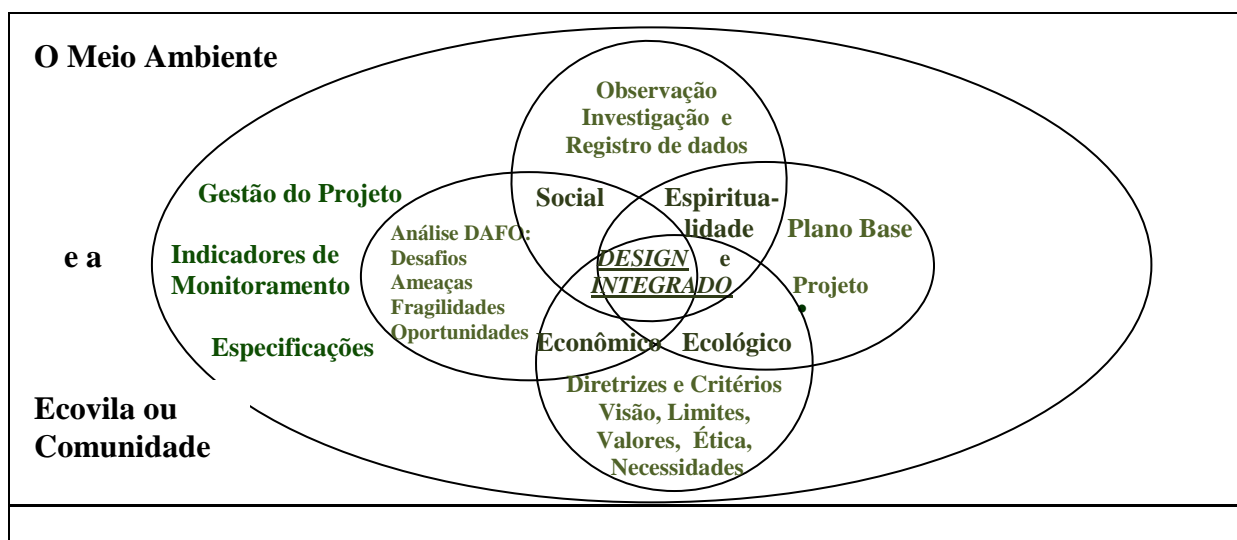 O Meio Ambiente
Observação
Investigação e
Registro de dados
Gestão do Projeto
Social
Espiritua-
lidade
Plano Base
Análise DAFO:
Desafios
Ameaças
Fragilidades
Oportunidades
e a
Indicadores de
Monitoramento
DESIGN e
INTEGRADO
Projeto
•
Especificações
Econômico
Ecológico
Diretrizes e Critérios
Visão, Limites,
Valores, Ética,
Necessidades
Ecovila ou
Comunidade